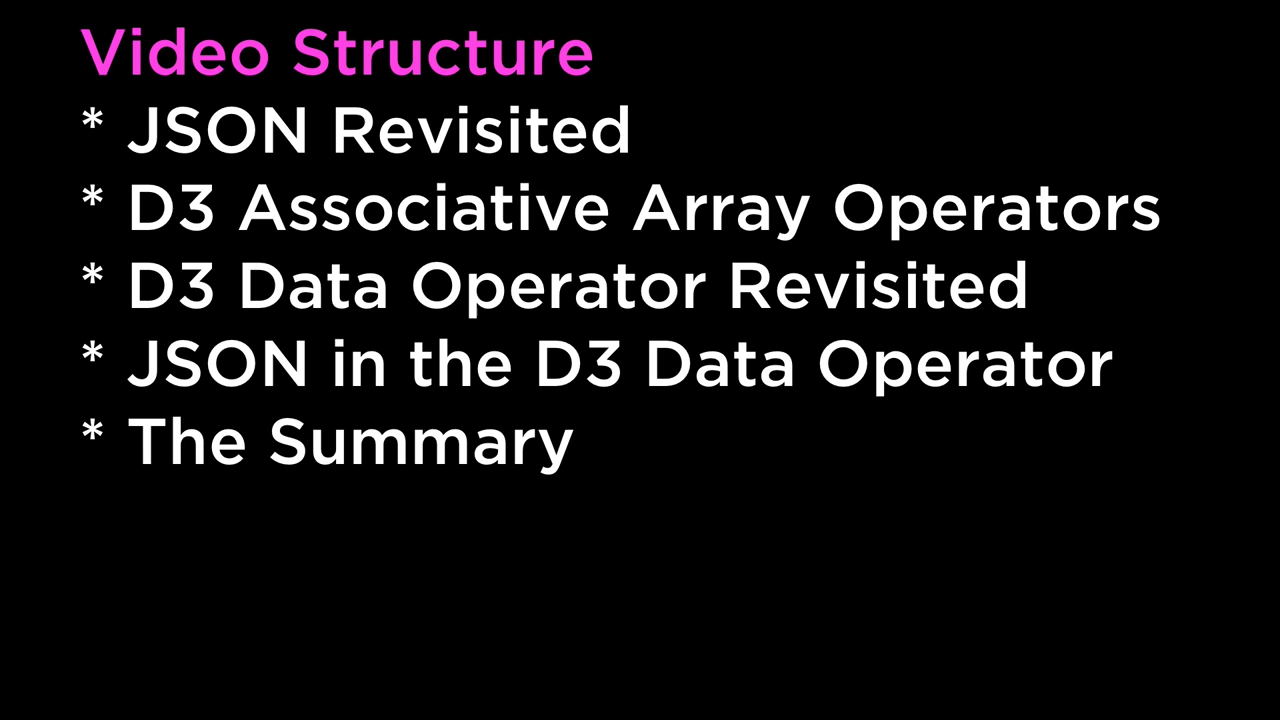 Video Structure
* JSON Revisited
* D3 Associative Array Operators
* D3 Data Operator Revisited
* JSON in the D3 Data Operator
* The Summary